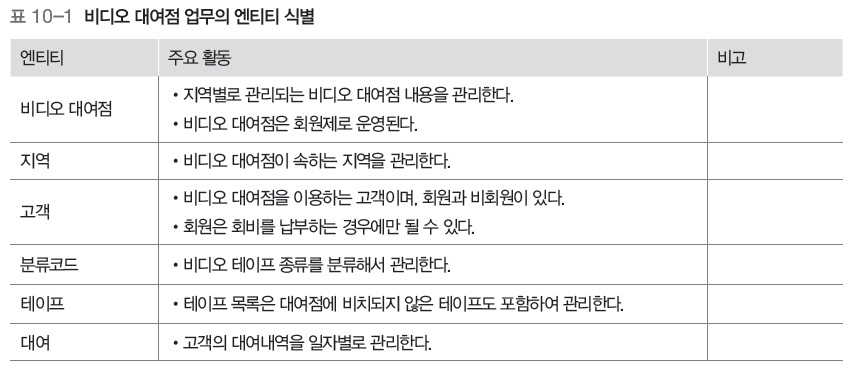 표 10-1 비디오 대여점 업무의 엔티티 식별
엔티티 주요 활동 비고
비디오 대여점
• 지역별로 관리되는 비디오 대여점 내용을 관리한다.
• 비디오 대여점은 회원제로 운영된다.
지역 • 비디오 대여점이 속하는 지역을 관리한다.
고객
• 비디오 대여점을 이용하는 고객이며, 회원과 비회원이 있다.
• 회원은 회비를 납부하는 경우에만 될 수 있다.
분류코드 • 비디오 테이프 종류를 분류해서 관리한다.
테이프 • 테이프 목록은 대여점에 비치되지 않은 테이프도 포함하여 관리한다.
대여 • 고객의 대여내역을 일자별로 관리한다.